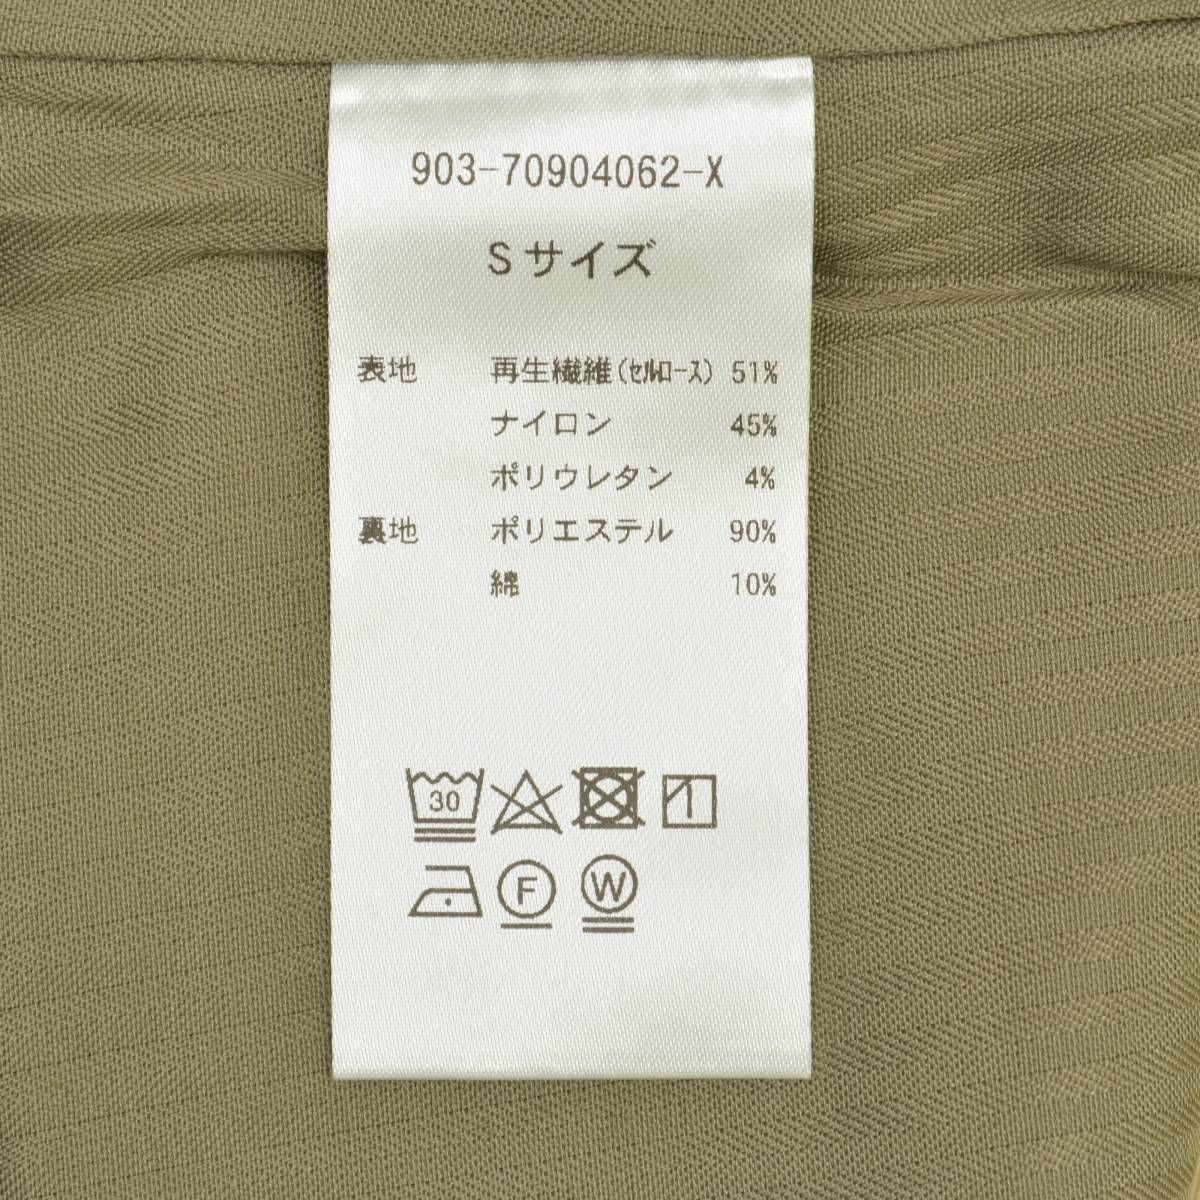 903-70904062-X
Sサイズ
表地 再生繊維(ｾﾙﾛｰｽ) 51%
ナイロン 45%
ポリウレタン 4%
裏地 ポリエステル 90%
綿 10%
30
F W